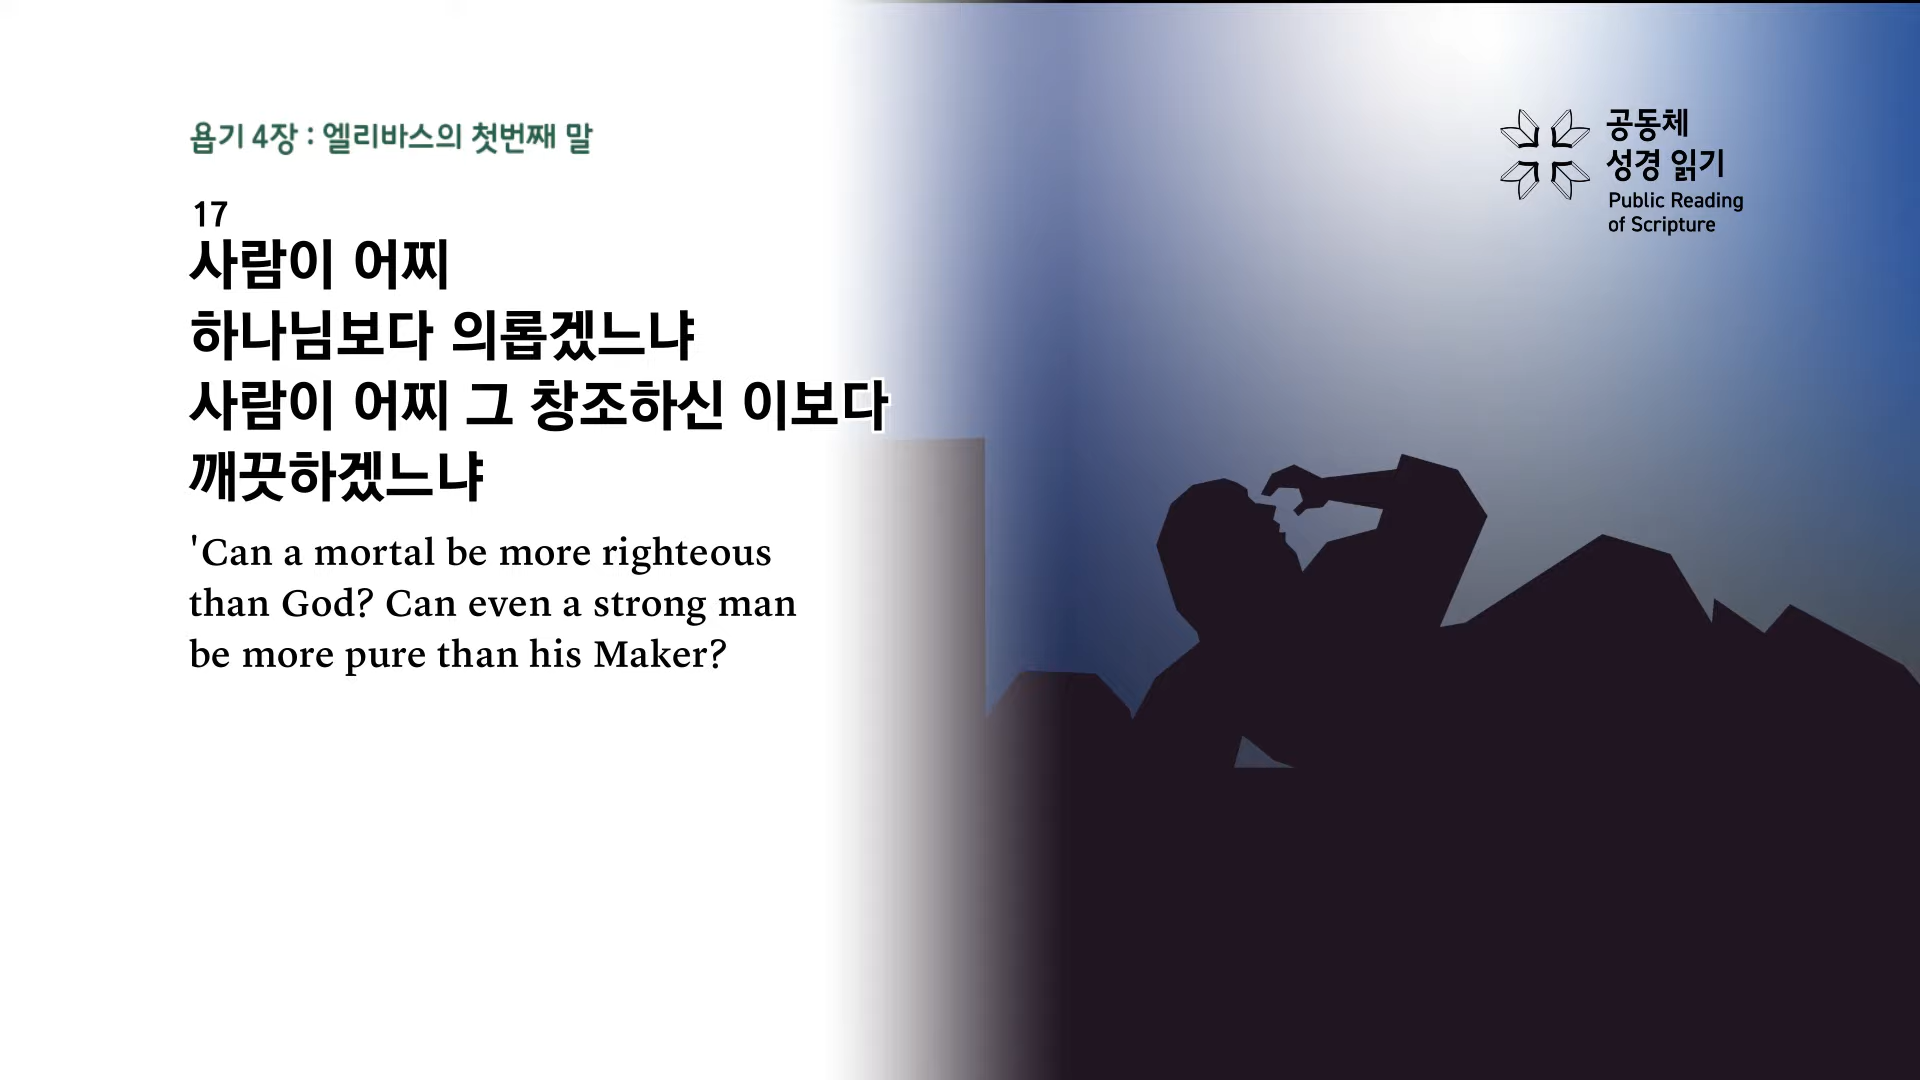 욥기 4장 : 엘리바스의 첫번째 말
공동체
성경 읽기
Public Reading
of Scripture
17
사람이 어찌
하나님보다 의롭겠느냐
사람이 어찌 그 창조하신 이보다
깨끗하겠느냐
'Can a mortal be more righteous
than God? Can even a strong man
be more pure than his Maker?